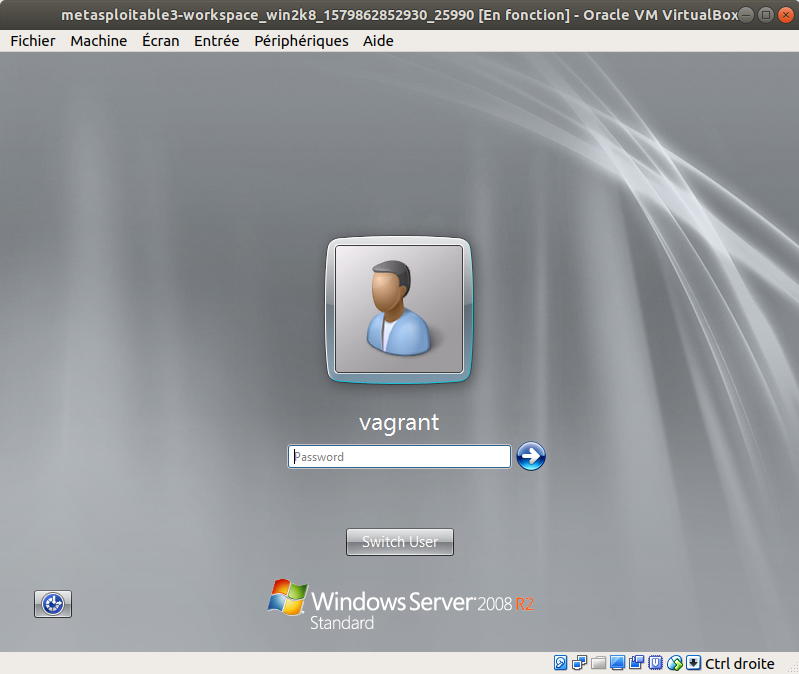 metasploitable3-workspace_win2k8_1579862852930_25990 [En fonction] - Oracle VM VirtualBox
Fichier Machine Écran Entrée Périphériques Aide
vagrant
Password
Switch User
Windows Server 2008 R2
Standard
Ctrl droite